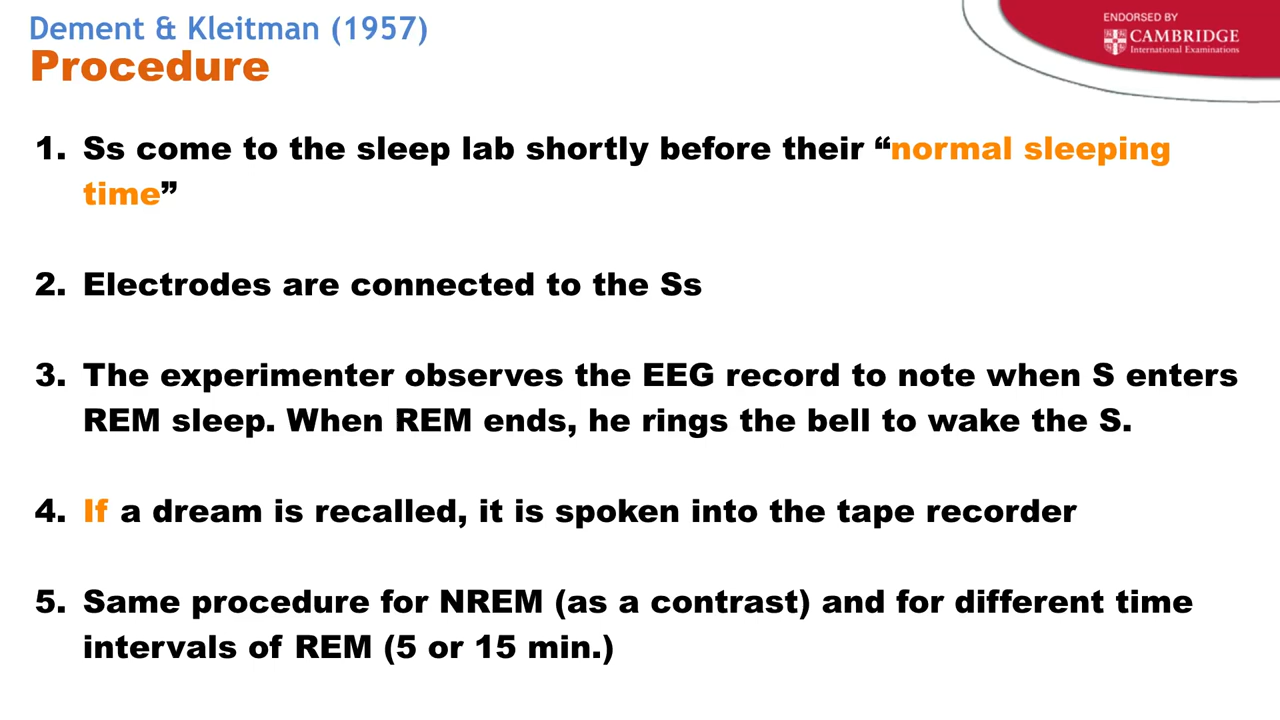 Dement & Kleitman (1957)
Procedure
ENDORSED BY
CAMBRIDGE
International Examinations
1. Ss come to the sleep lab shortly before their “normal sleeping
time”
2. Electrodes are connected to the Ss
3. The experimenter observes the EEG record to note when S enters
REM sleep. When REM ends, he rings the bell to wake the S.
4. If a dream is recalled, it is spoken into the tape recorder
5. Same procedure for NREM (as a contrast) and for different time
intervals of REM (5 or 15 min.)